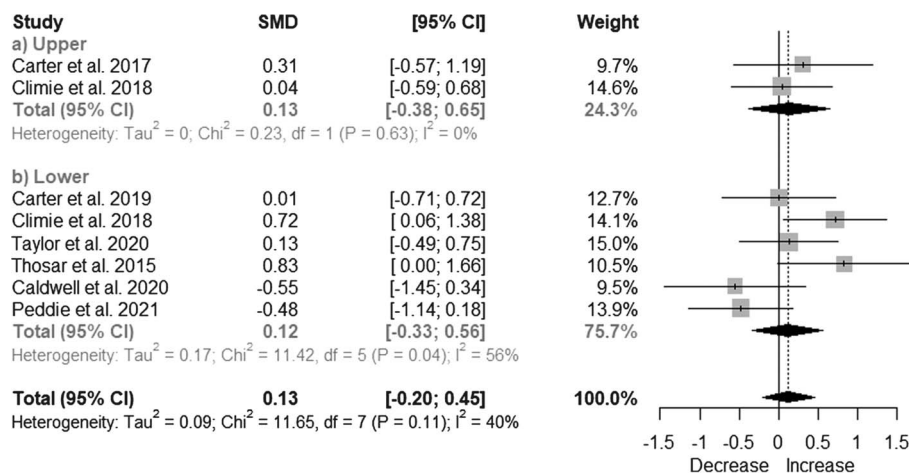 Study SMD [95% CI] Weight
a) Upper
Carter et al. 2017 0.31 [-0.57; 1.19] 9.7%
Climie et al. 2018 0.04 [-0.59; 0.68] 14.6%
Total (95% CI) 0.13 [-0.38; 0.65] 24.3%
Heterogeneity: Tau² = 0; Chi² = 0.23, df = 1 (P = 0.63); I² = 0%
b) Lower
Carter et al. 2019 0.01 [-0.71; 0.72] 12.7%
Climie et al. 2018 0.72 [ 0.06; 1.38] 14.1%
Taylor et al. 2020 0.13 [-0.49; 0.75] 15.0%
Thosar et al. 2015 0.83 [ 0.00; 1.66] 10.5%
Caldwell et al. 2020 -0.55 [-1.45; 0.34] 9.5%
Peddie et al. 2021 -0.48 [-1.14; 0.18] 13.9%
Total (95% CI) 0.12 [-0.33; 0.56] 75.7%
Heterogeneity: Tau² = 0.17; Chi² = 11.42, df = 5 (P = 0.04); I² = 56%
Total (95% CI) 0.13 [-0.20; 0.45] 100.0%
Heterogeneity: Tau² = 0.09; Chi² = 11.65, df = 7 (P = 0.11); I² = 40%
-1.5 -1 -0.5 0 0.5 1 1.5
Decrease Increase